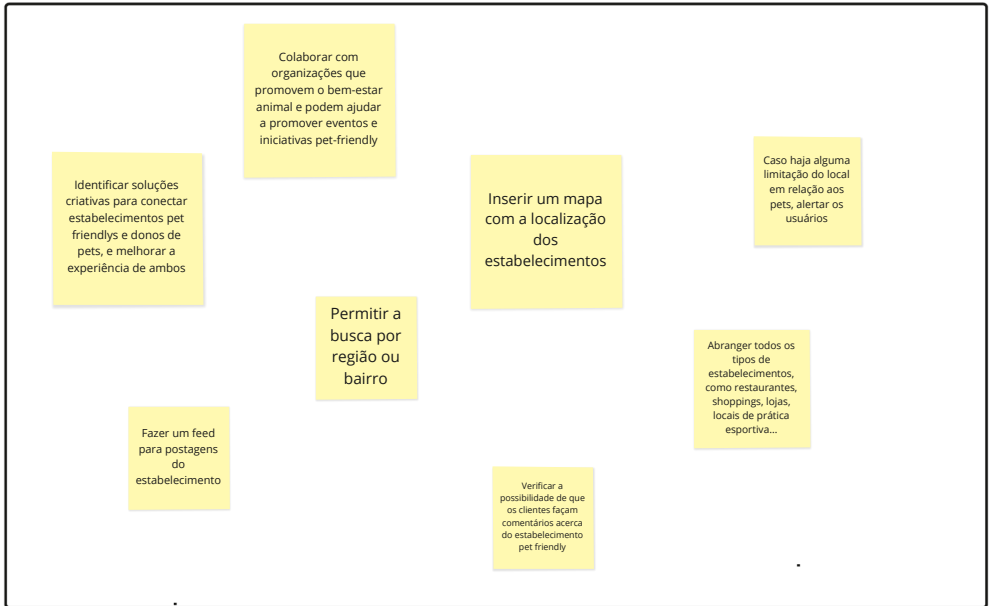 Colaborar com
organizações que
promovem o bem-estar
animal e podem ajudar
a promover eventos e
iniciativas pet-friendly
Identificar soluções
criativas para conectar
estabelecimentos pet
friendlys e donos de
pets, e melhorar a
experiência de ambos
Inserir um mapa
com a localização
dos
estabelecimentos
Caso haja alguma
limitação do local
em relação aos
pets, alertar os
usuários
Permitir a
busca por
região ou
bairro
Abranger todos os
tipos de
estabelecimentos,
como restaurantes,
shoppings, lojas,
locais de prática
esportiva...
Fazer um feed
para postagens
do
estabelecimento
Verificar a
possibilidade de que
os clientes façam
comentários acerca
do estabelecimento
pet friendly